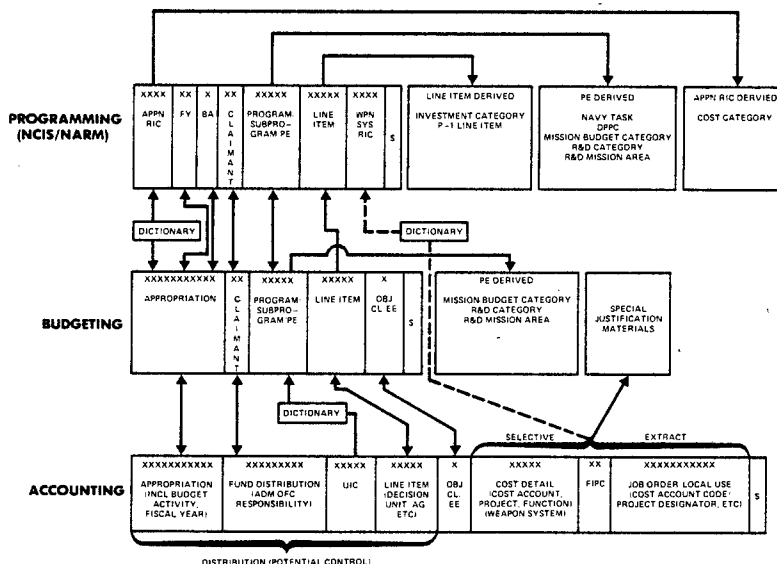 PROGRAMMING
(NCIS/NARM)
XXXX
APPN
RIC
XX
FY
X
BA
XX
CLAIMANT
XXXXX
PROGRAM-
SUBPRO-
GRAM/PE
XXXX
LINE
ITEM
XXXX
WPN
SYS
RIC
S
LINE ITEM DERIVED
INVESTMENT CATEGORY
P-1 LINE ITEM
PE DERIVED
NAVY TASK
DPPC
MISSION BUDGET CATEGORY
R&D CATEGORY
R&D MISSION AREA
APPN RIC DERVIED
COST CATEGORY
DICTIONARY
DICTIONARY
BUDGETING
XXXXXXXXXXX
APPROPRIATION
XX
CLAIMANT
XXXXX
PROGRAM-
SUBPRO-
GRAM/PE
XXXXX
LINE ITEM
X
OBJ
CL EE
S
PE DERIVED
MISSION BUDGET CATEGORY
R&D CATEGORY
R&D MISSION AREA
SPECIAL
JUSTIFICATION
MATERIALS
DICTIONARY
SELECTIVE
EXTRACT
ACCOUNTING
XXXXXXXXXXX
APPROPRIATION
(INCL BUDGET
ACTIVITY,
FISCAL YEAR)
XXXXXXXXX
FUND DISTRIBUTION
(ADM OFC
RESPONSIBILITY)
XXXXX
UIC
XXXXX
LINE ITEM
(DECISION
UNIT, AG
ETC)
X
OBJ
CL.
EE
XXXXX
COST DETAIL
(COST ACCOUNT,
PROJECT, FUNCTION)
(WEAPON SYSTEM)
XX
FIPC
XXXXXXXXXXXX
JOB ORDER LOCAL USE
(COST ACCOUNT CODE/
PROJECT DESIGNATOR, ETC)
S
DISTRIBUTION (POTENTIAL CONTROL)